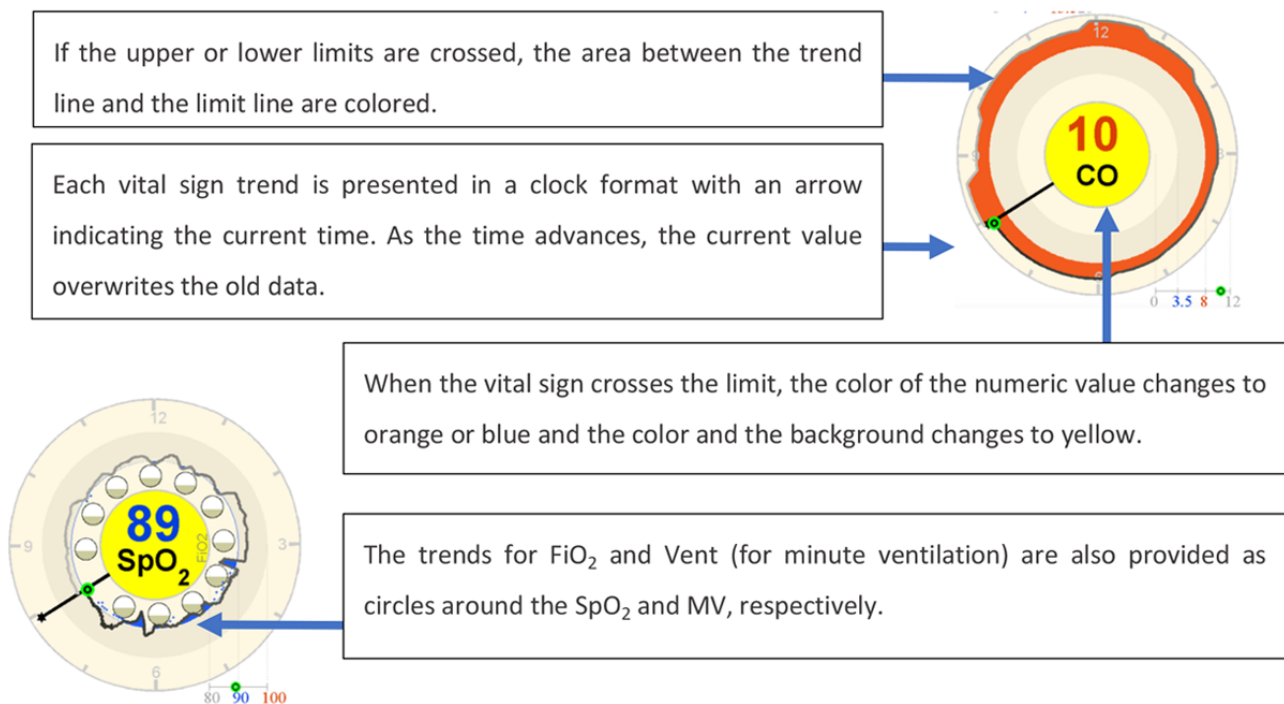 If the upper or lower limits are crossed, the area between the trend
line and the limit line are colored.
12
10
CO
9
3
6
0 3.5 8 12
Each vital sign trend is presented in a clock format with an arrow
indicating the current time. As the time advances, the current value
overwrites the old data.
When the vital sign crosses the limit, the color of the numeric value changes to
orange or blue and the color and the background changes to yellow.
12
89
SpO₂
FiO2
9
3
6
80 90 100
The trends for FiO₂ and Vent (for minute ventilation) are also provided as
circles around the SpO₂ and MV, respectively.